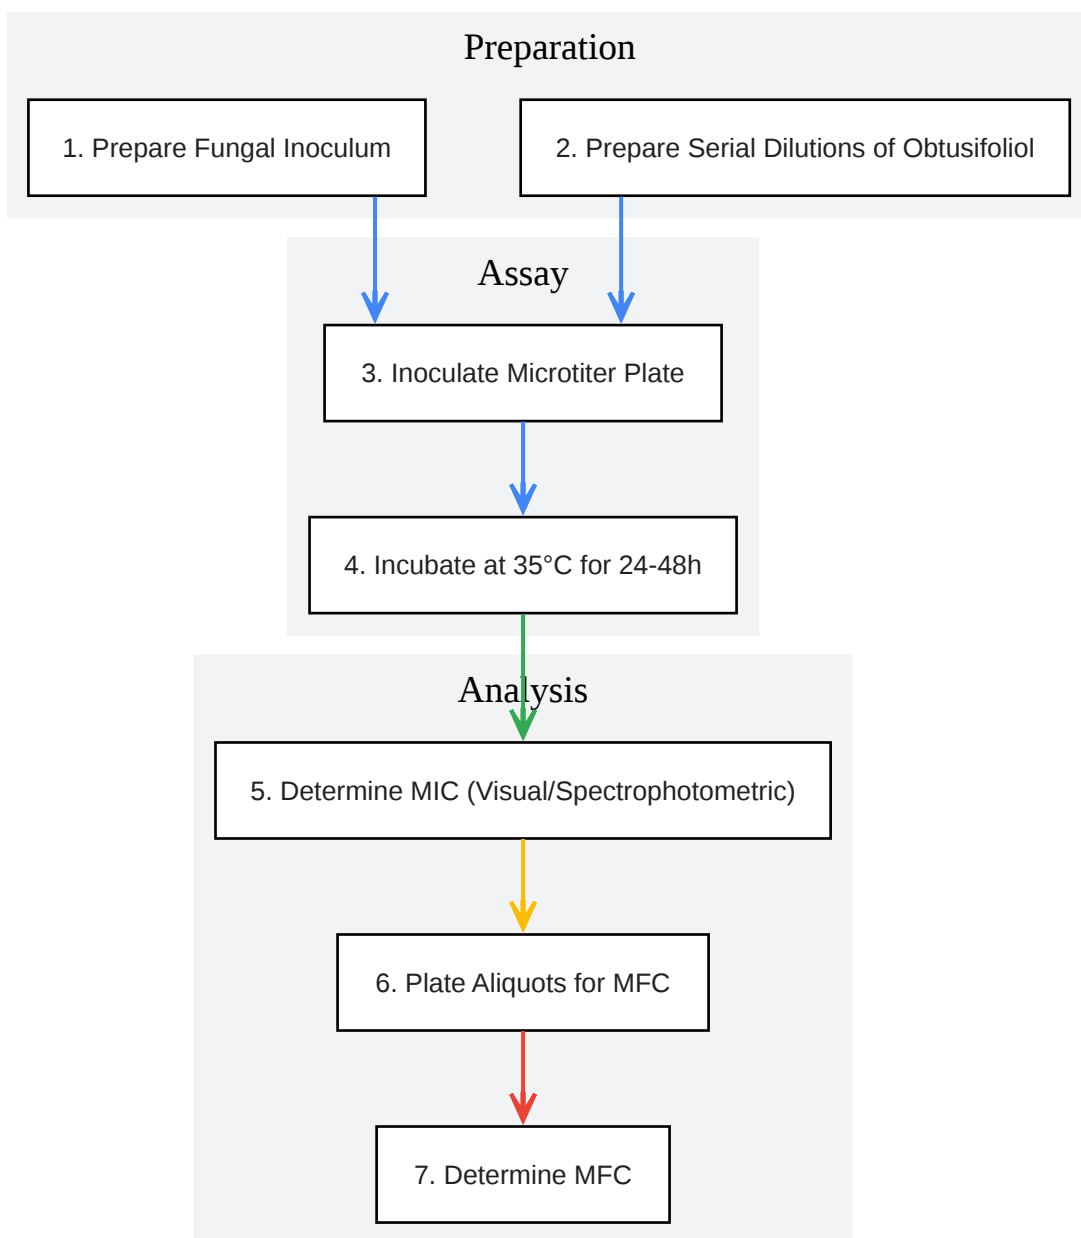 Preparation
1. Prepare Fungal Inoculum
2. Prepare Serial Dilutions of Obtusifoliol
Assay
3. Inoculate Microtiter Plate
4. Incubate at 35°C for 24-48h
Analysis
5. Determine MIC (Visual/Spectrophotometric)
6. Plate Aliquots for MFC
7. Determine MFC